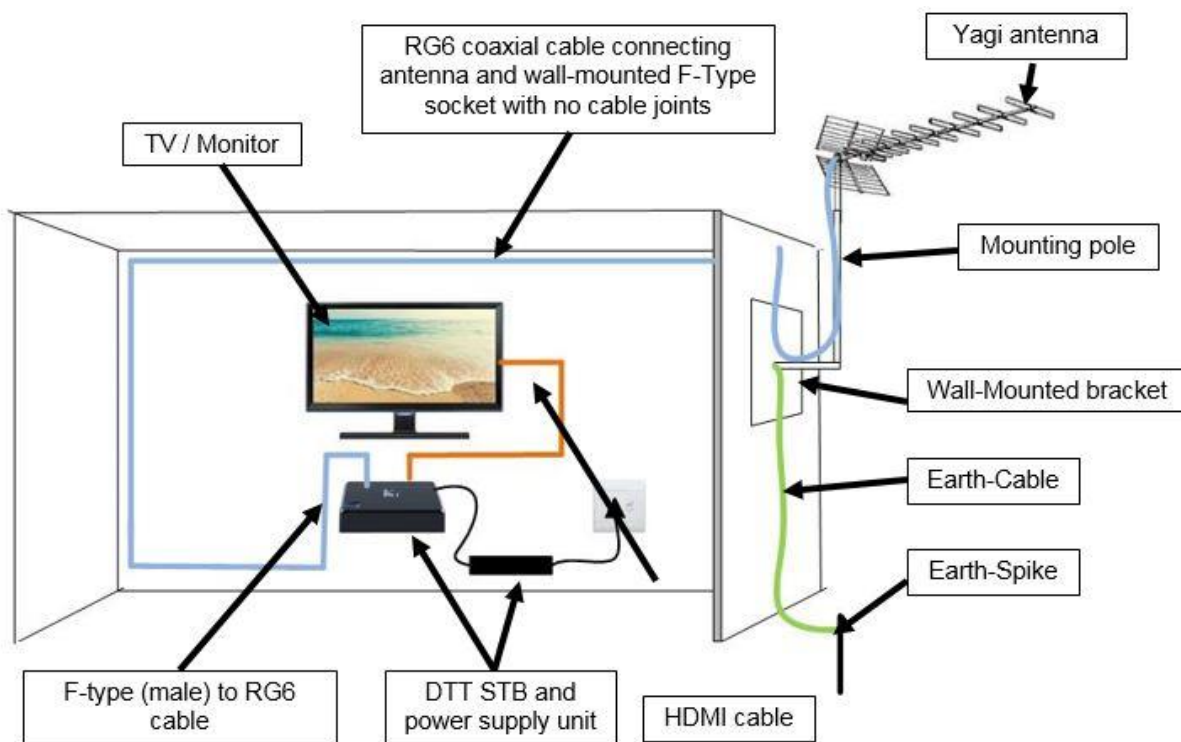 RG6 coaxial cable connecting
antenna and wall-mounted F-Type
socket with no cable joints
Yagi antenna
TV / Monitor
Mounting pole
Wall-Mounted bracket
Earth-Cable
Earth-Spike
F-type (male) to RG6
cable
DTT STB and
power supply unit
HDMI cable